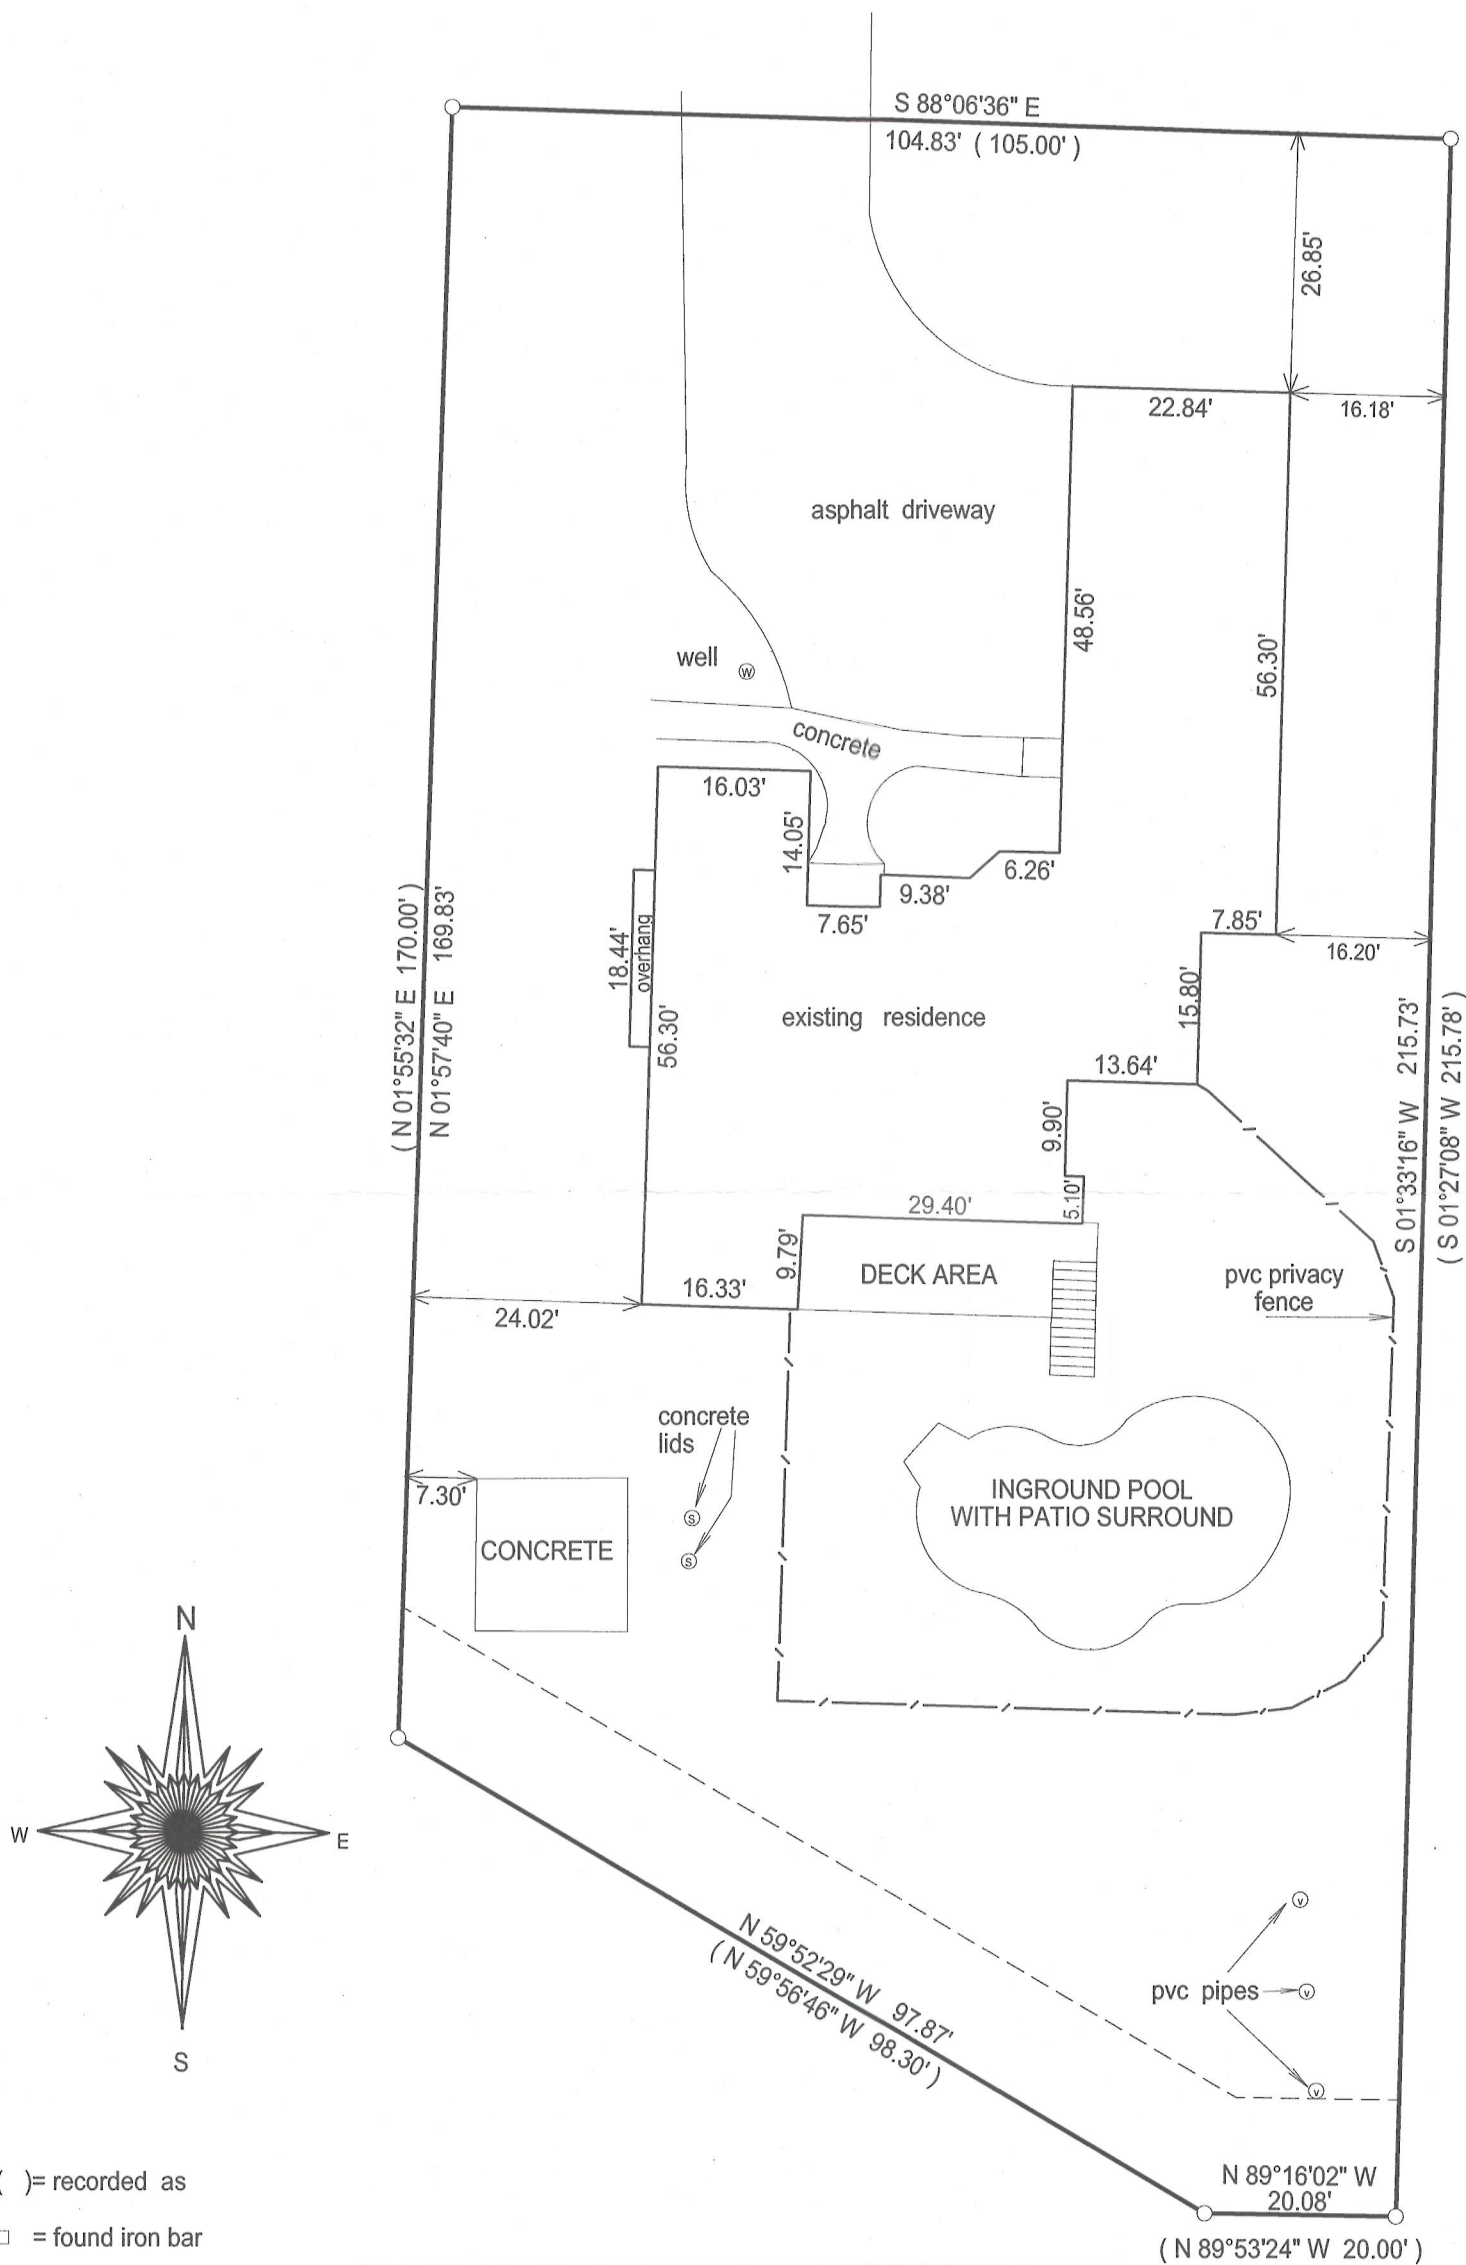 S 88°06'36" E
104.83' ( 105.00' )
26.85'
22.84'
16.18'
asphalt driveway
48.56'
56.30'
well
W
concrete
16.03'
14.05'
6.26'
9.38'
7.65'
7.85'
16.20'
18.44'
overhang
15.80'
existing residence
56.30'
( N 01°55'32" E 170.00' )
N 01°57'40" E 169.83'
13.64'
9.90'
S 01°33'16" W 215.73'
( S 01°27'08" W 215.78' )
5.10'
29.40'
9.79'
DECK AREA
pvc privacy
fence
16.33'
24.02'
concrete
lids
7.30'
S
S
CONCRETE
INGROUND POOL
WITH PATIO SURROUND
N
W
E
S
N 59°52'29" W 97.87'
( N 59°56'46" W 98.30' )
V
pvc pipes
V
V
N 89°16'02" W
20.08'
( N 89°53'24" W 20.00' )
( )= recorded as
= found iron bar